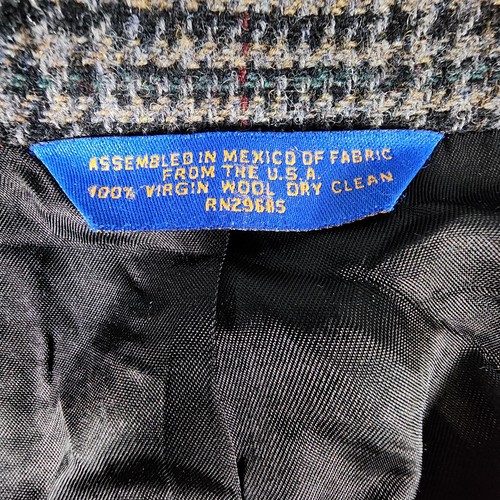 ASSEMBLED IN MEXICO OF FABRIC
FROM THE U.S.A.
100% VIRGIN WOOL DRY CLEAN
RN29685